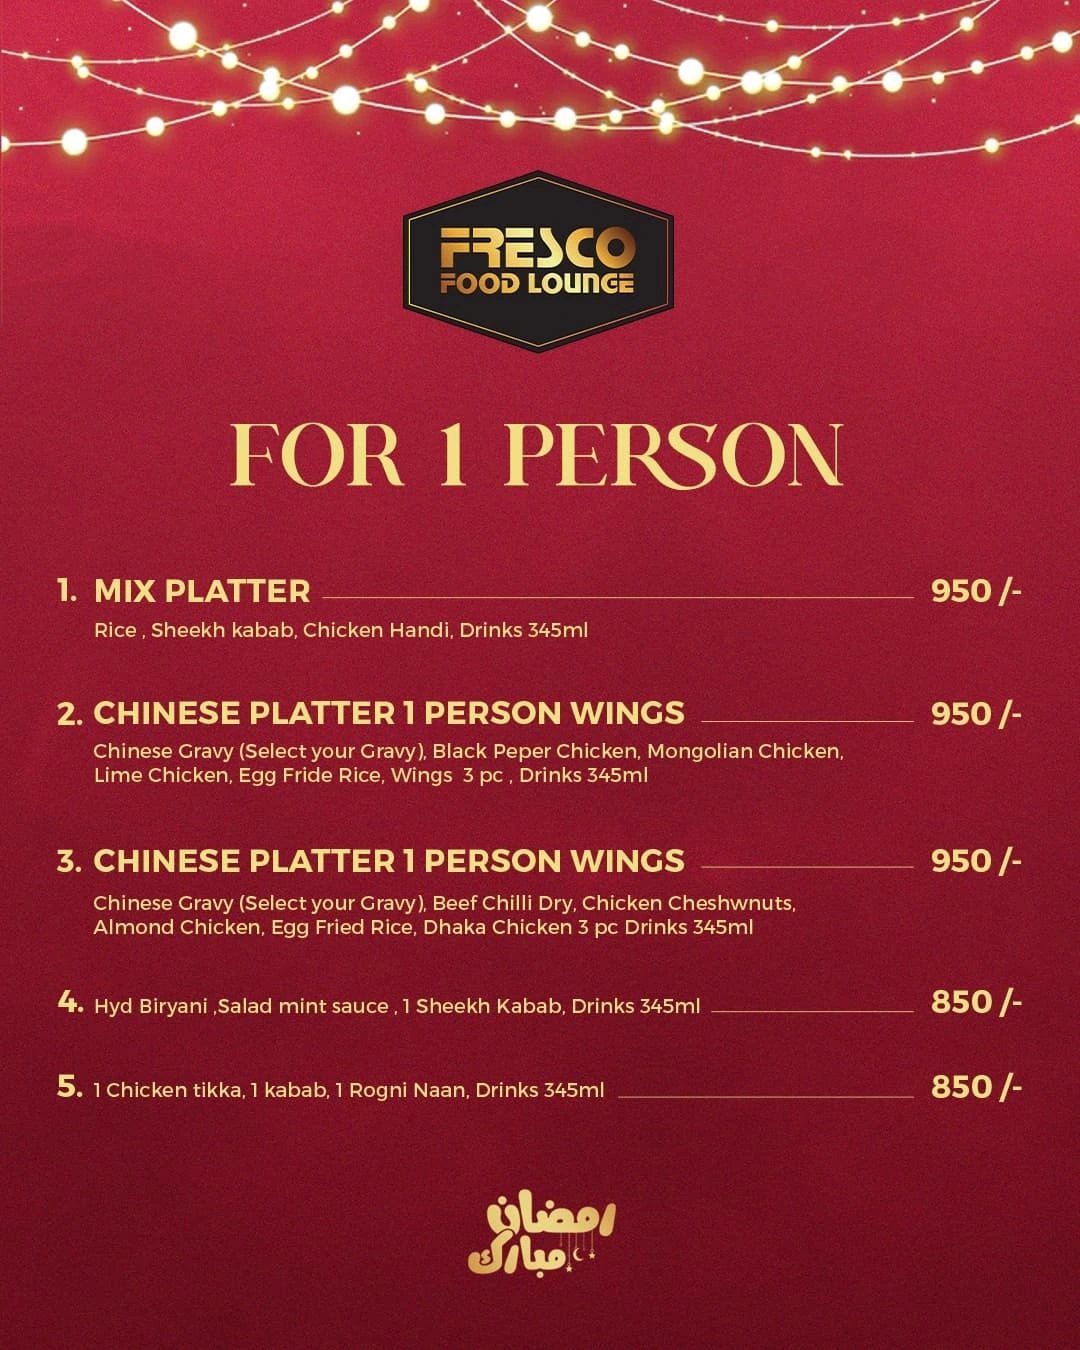 FRESCO
FOOD LOUNGE
FOR 1 PERSON
1. MIX PLATTER 950 /-
Rice , Sheekh kabab, Chicken Handi, Drinks 345ml
2. CHINESE PLATTER 1 PERSON WINGS 950 /-
Chinese Gravy (Select your Gravy), Black Peper Chicken, Mongolian Chicken,
Lime Chicken, Egg Fride Rice, Wings 3 pc , Drinks 345ml
3. CHINESE PLATTER 1 PERSON WINGS 950 /-
Chinese Gravy (Select your Gravy), Beef Chilli Dry, Chicken Cheshwnuts,
Almond Chicken, Egg Fried Rice, Dhaka Chicken 3 pc Drinks 345ml
4. Hyd Biryani ,Salad mint sauce , 1 Sheekh Kabab, Drinks 345ml 850 /-
5. 1 Chicken tikka, 1 kabab, 1 Rogni Naan, Drinks 345ml 850 /-
رمضان
مبارك